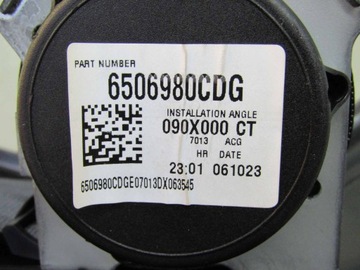 PART NUMBER
6506980CDG
INSTALLATION ANGLE
090X000 CT
7013 ACG
HR DATE
23:01 061023
6506980CDGE07013DX063545